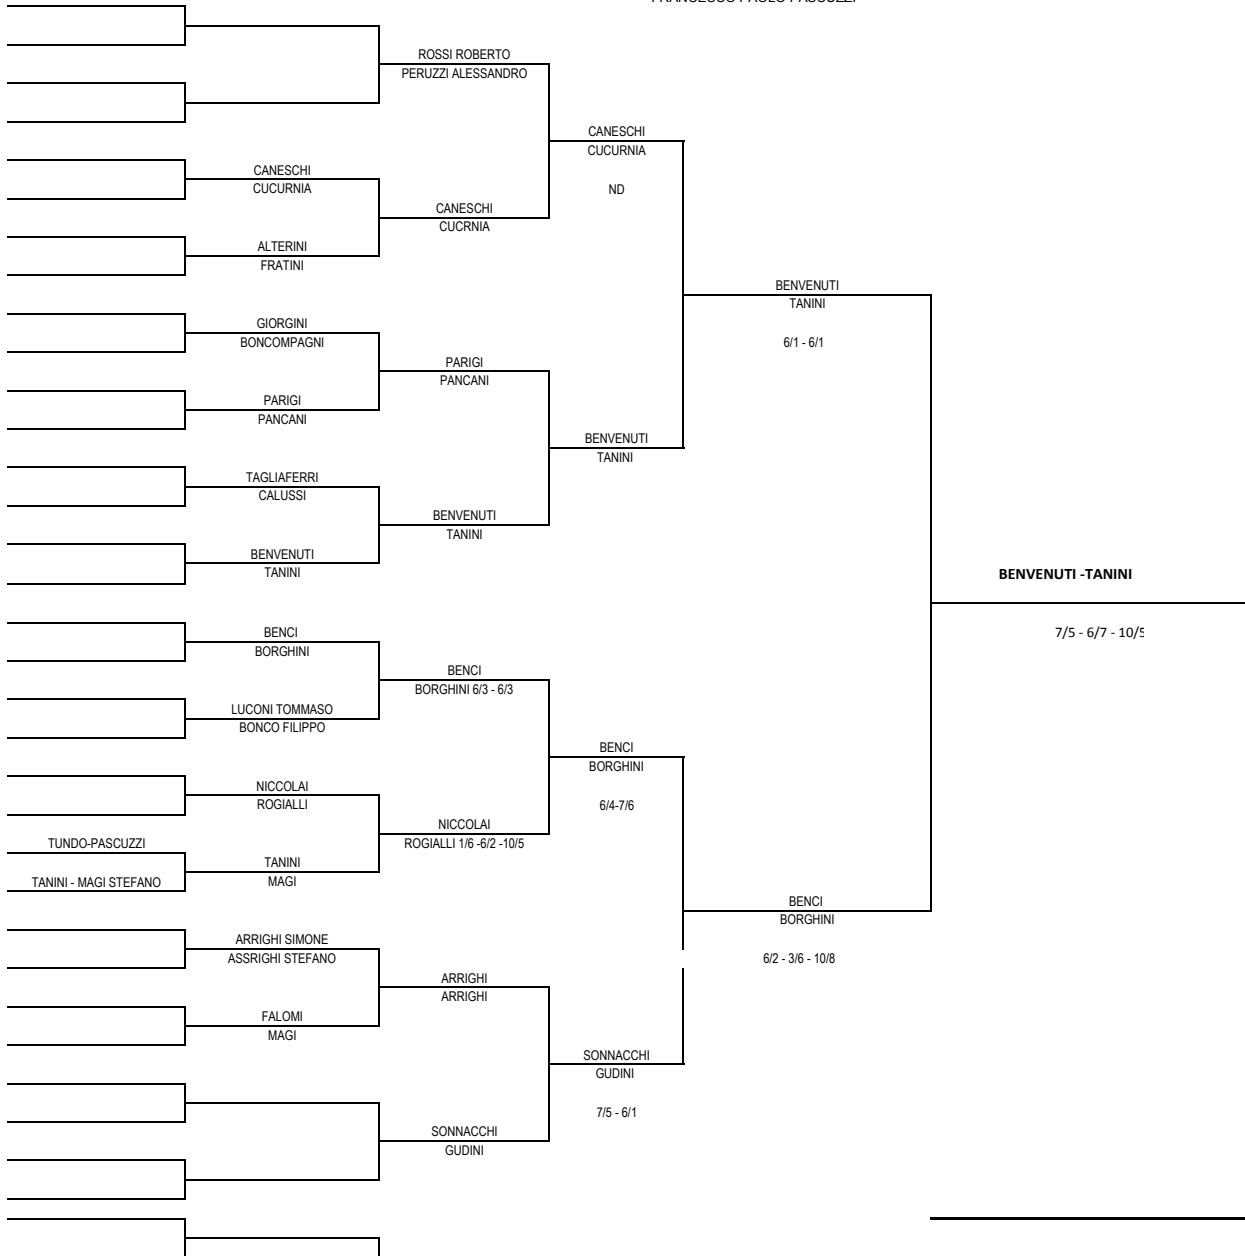 ROSSI ROBERTO
PERUZZI ALESSANDRO
CANESCHI
CUCURNIA
ND
CANESCHI
CUCURNIA
CANESCHI
CUCRNIA
ALTERINI
FRATINI
BENVENUTI
TANINI
6/1 - 6/1
GIORGINI
BONCOMPAGNI
PARIGI
PANCANI
PARIGI
PANCANI
BENVENUTI
TANINI
TAGLIAFERRI
CALUSSI
BENVENUTI
TANINI
BENVENUTI
TANINI
BENVENUTI -TANINI
7/5 - 6/7 - 10/5
BENCI
BORGHINI
BENCI
BORGHINI 6/3 - 6/3
LUCONI TOMMASO
BONCO FILIPPO
BENCI
BORGHINI
6/4-7/6
NICCOLAI
ROGIALLI
NICCOLAI
ROGIALLI 1/6 -6/2 -10/5
TUNDO-PASCUZZI
TANINI - MAGI STEFANO
TANINI
MAGI
BENCI
BORGHINI
6/2 - 3/6 - 10/8
ARRIGHI SIMONE
ASSRIGHI STEFANO
ARRIGHI
ARRIGHI
FALOMI
MAGI
SONNACCHI
GUDINI
7/5 - 6/1
SONNACCHI
GUDINI